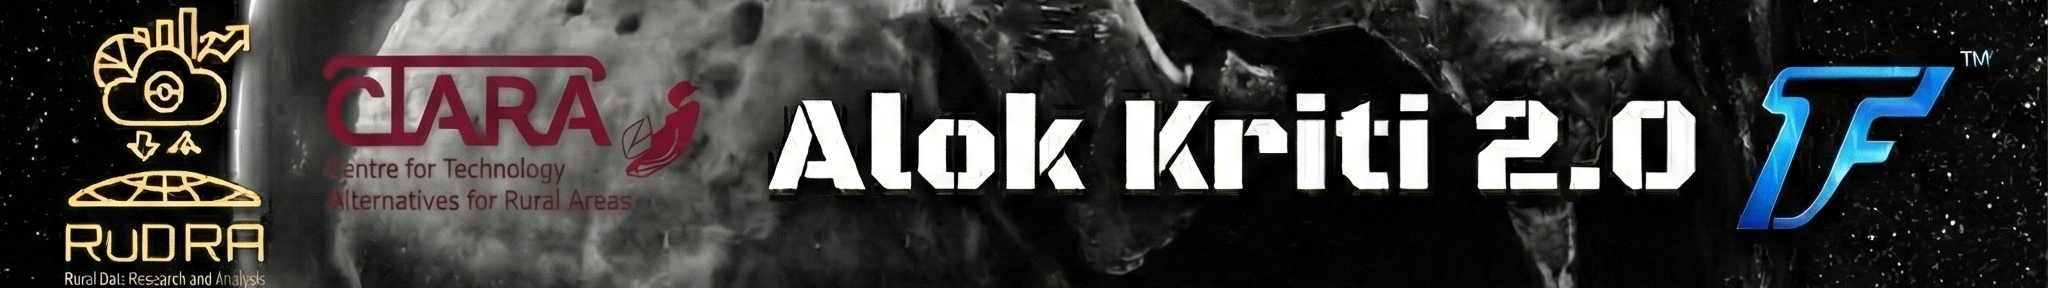 RUDRA
Rural Data Research and Analysis
CTARA
Centre for Technology
Alternatives for Rural Areas
Alok Kriti 2.0
TF
TM